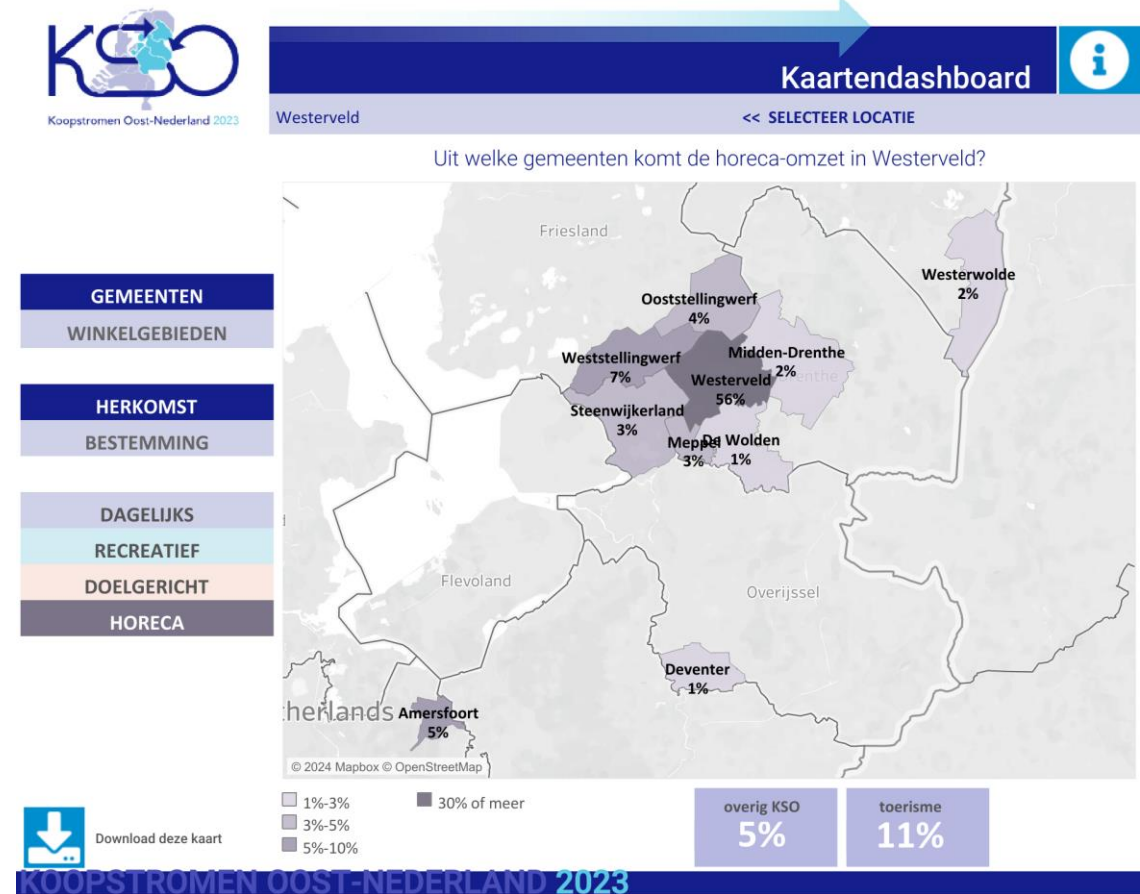 KSO
Koopstromen Oost-Nederland 2023
Kaartendashboard
i
Westerveld
<< SELECTEER LOCATIE
Uit welke gemeenten komt de horeca-omzet in Westerveld?
GEMEENTEN
WINKELGEBIEDEN
HERKOMST
BESTEMMING
DAGELIJKS
RECREATIEF
DOELGERICHT
HORECA
Friesland
Westerwolde
2%
Ooststellingwerf
4%
Weststellingwerf
7%
Midden-Drenthe
2%
Westerveld
56%
Steenwijkerland
3%
Meppel
3%
De Wolden
1%
Flevoland
Overijssel
Deventer
1%
therlands
Amersfoort
5%
© 2024 Mapbox © OpenStreetMap
1%-3%
3%-5%
5%-10%
30% of meer
overig KSO
5%
toerisme
11%
Download deze kaart
KOOPSTROMEN OOST-NEDERLAND 2023